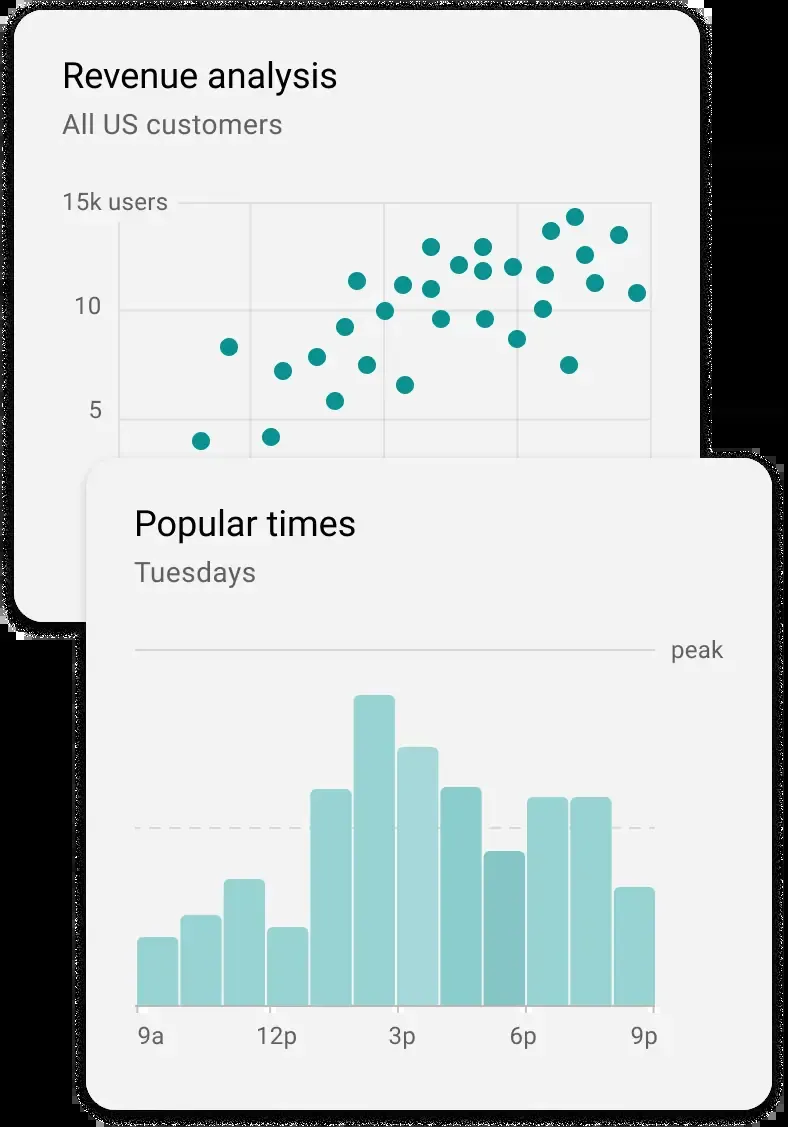 Revenue analysis
All US customers
15k users
10
5
Popular times
Tuesdays
peak
9a 12p 3p 6p 9p